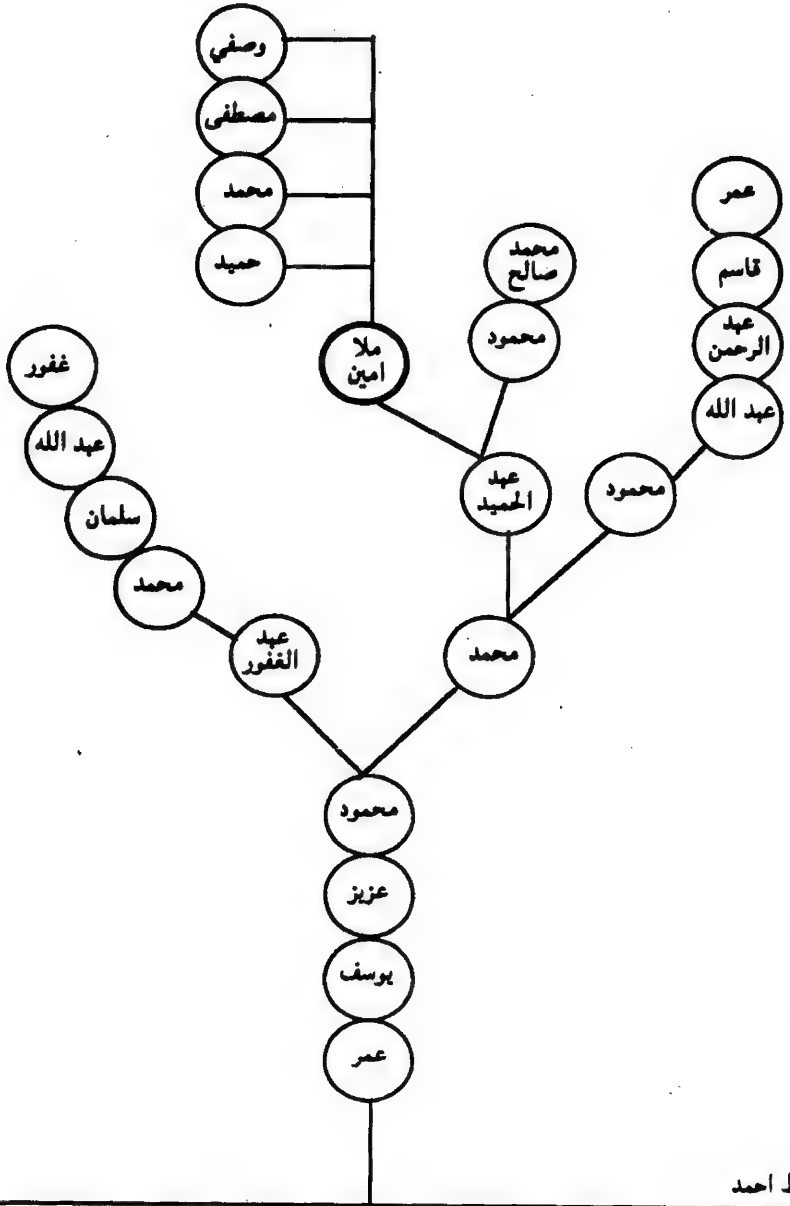 وصفي
مصطفى
محمد
حميد
عمر
قاسم
عبد
الرحمن
عبد الله
محمد
صالح
محمود
ملا
امين
غفور
عبد الله
سلمان
محمد
عبد
الغفور
عبد
الحميد
محمود
محمد
محمود
عزيز
يوسف
عمر
احمد